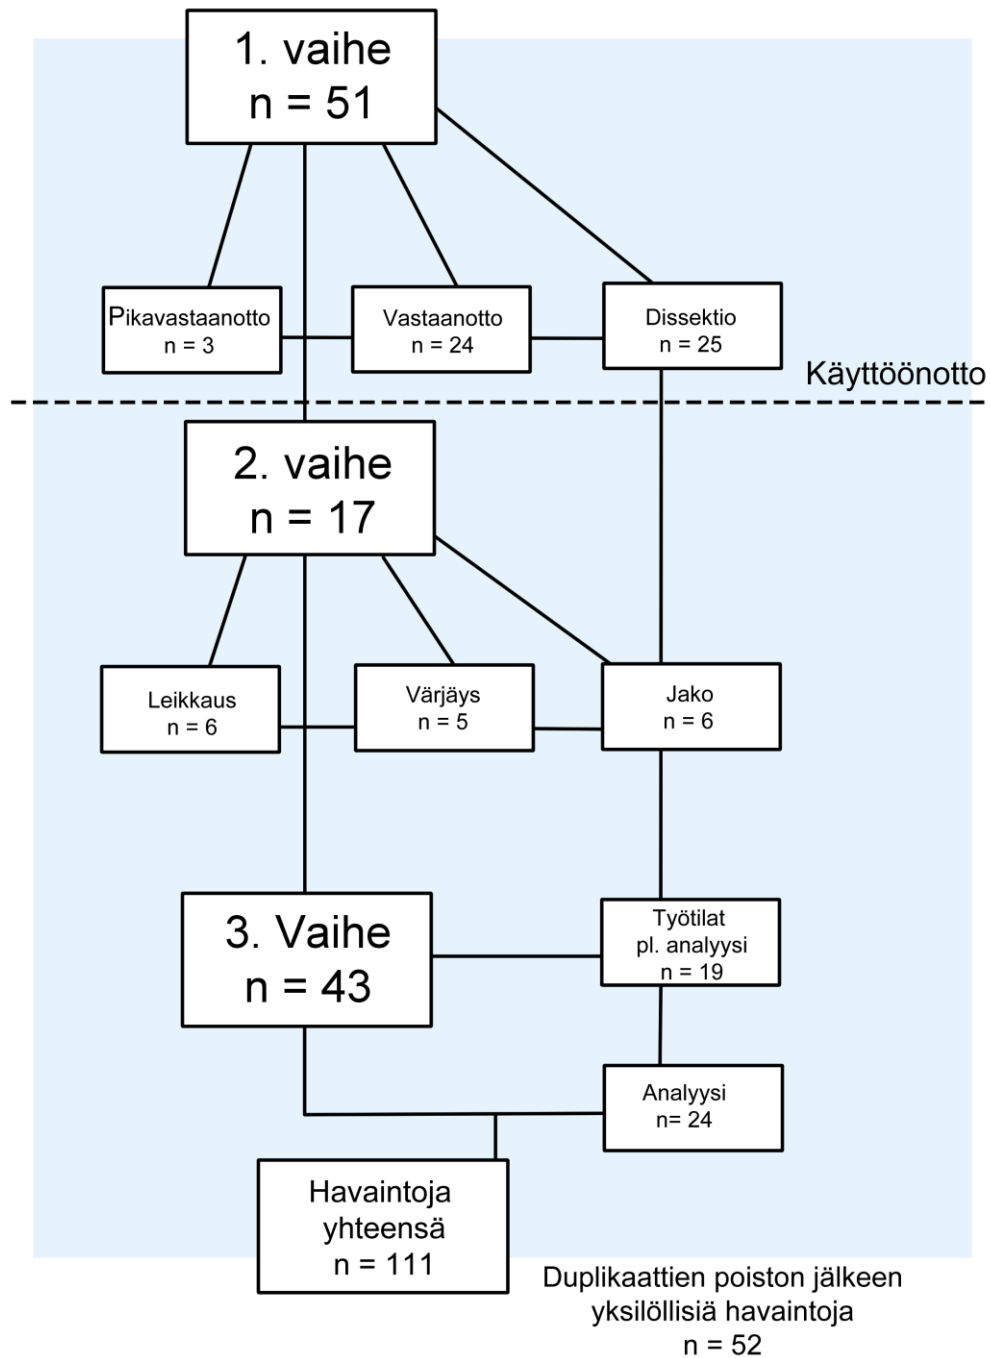 1. vaihe
n = 51
Pikavastaanotto
n = 3
Vastaanotto
n = 24
Dissektio
n = 25
Käyttöönotto
2. vaihe
n = 17
Leikkaus
n = 6
Värjäys
n = 5
Jako
n = 6
3. Vaihe
n = 43
Työtilat
pl. analyysi
n = 19
Analyysi
n= 24
Havaintoja
yhteensä
n = 111
Duplikaattien poiston jälkeen
yksilöllisiä havaintoja
n = 52